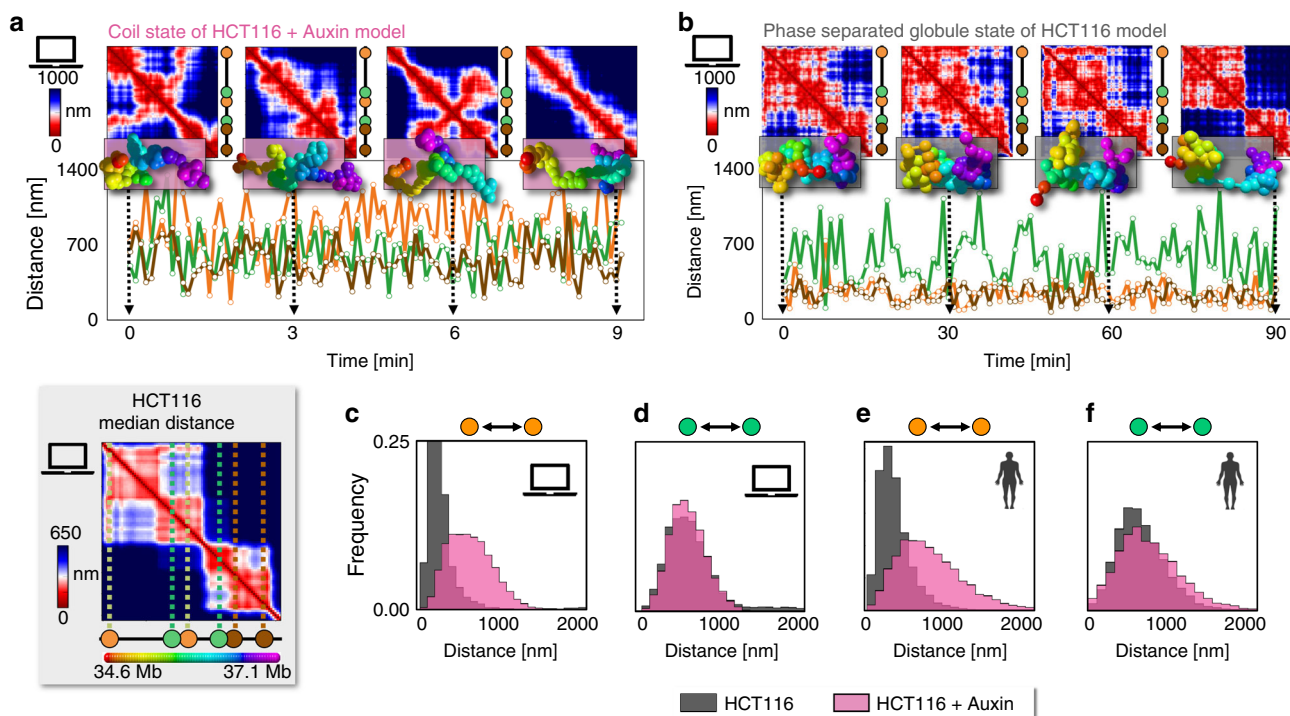 a
Coil state of HCT116 + Auxin model
1000
nm
0
1400
700
0
Distance [nm]
0
3
6
9
Time [min]
b
Phase separated globule state of HCT116 model
1000
nm
0
1400
700
0
Distance [nm]
0
30
60
90
Time [min]
HCT116
median distance
650
nm
0
34.6 Mb
37.1 Mb
c
0.25
0.00
Frequency
0
1000
2000
Distance [nm]
d
0
1000
2000
Distance [nm]
e
0
1000
2000
Distance [nm]
f
0
1000
2000
Distance [nm]
HCT116
HCT116 + Auxin